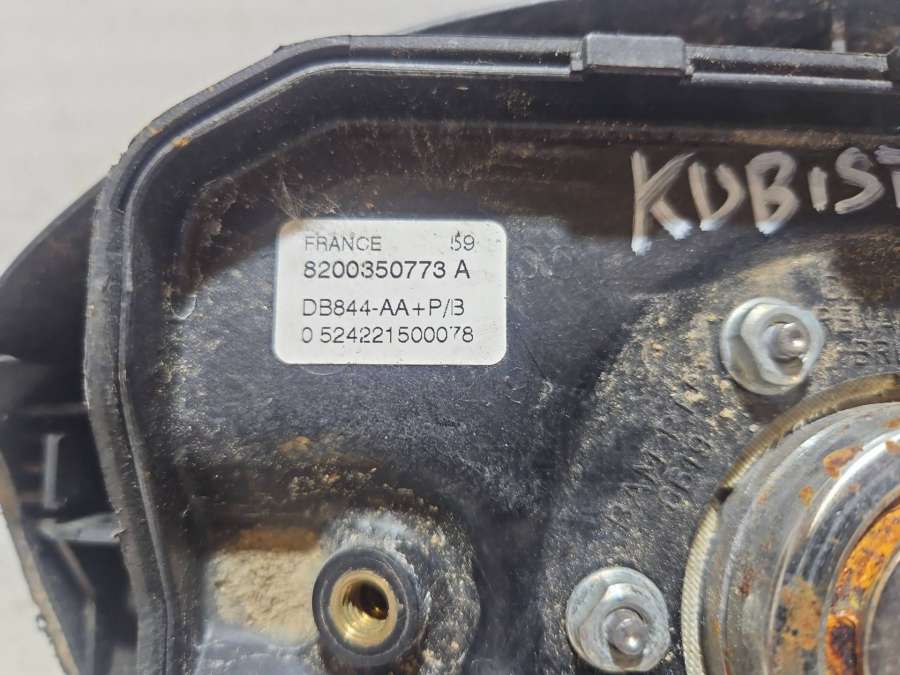 FRANCE 59
8200350773 A
DB844-AA+P/B
0 524221500078
KUBIST